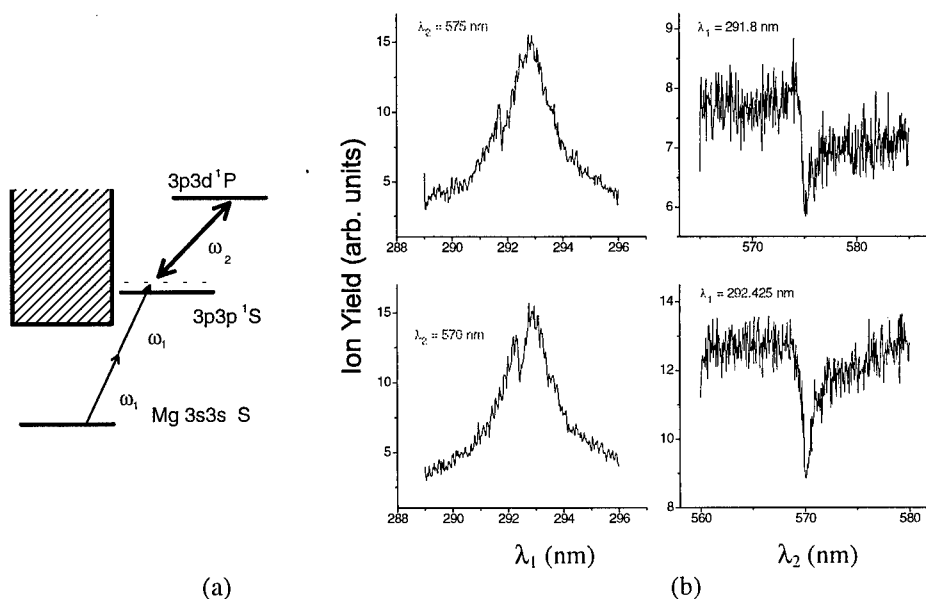 3p3d ¹P
ω₂
3p3p ¹S
ω₁
ω₁
Mg 3s3s S
(a)
Ion Yield (arb. units)
λ₂ = 575 nm
15
10
5
288 290 292 294 296
λ₁ = 291.8 nm
9
8
7
6
570 580
λ₂ = 570 nm
15
10
5
288 290 292 294 296
λ₁ (nm)
λ₁ = 292.425 nm
14
12
10
8
560 570 580
λ₂ (nm)
(b)